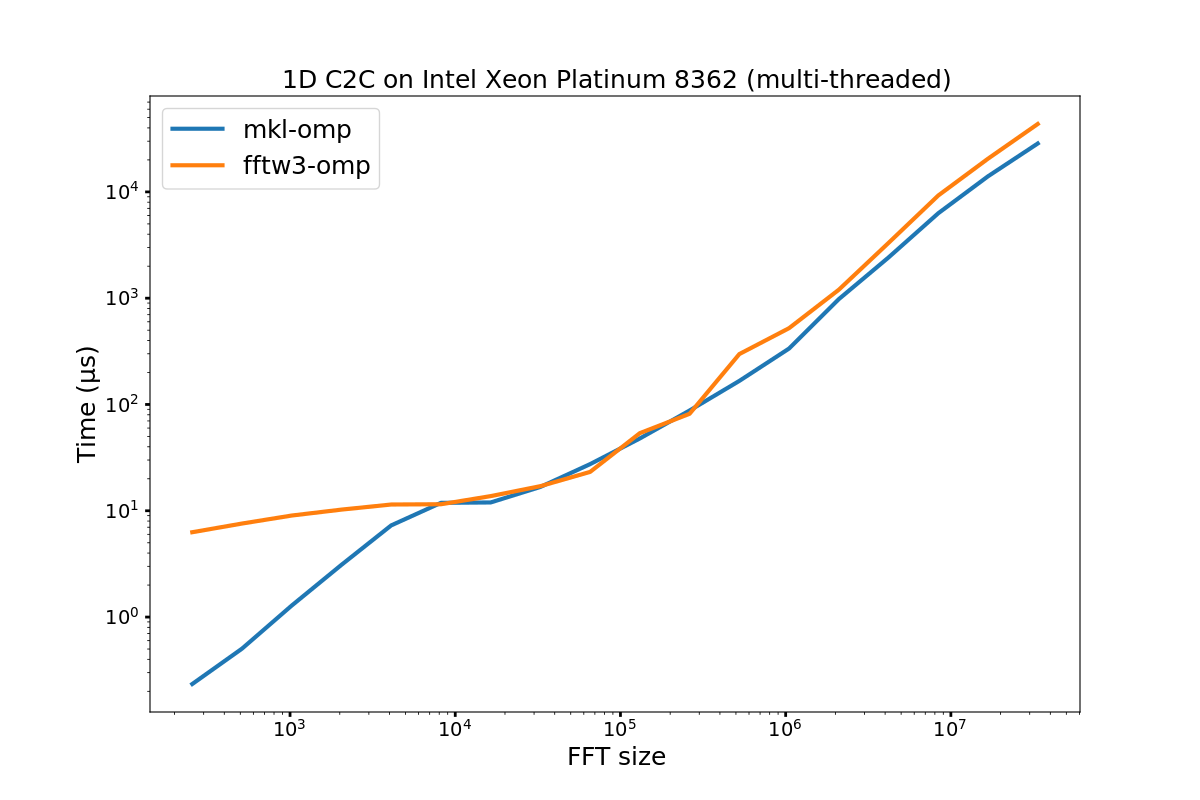 1D C2C on Intel Xeon Platinum 8362 (multi-threaded)
mkl-omp
fftw3-omp
10⁴
10³
10²
10¹
10⁰
Time (µs)
10³ 10⁴ 10⁵ 10⁶ 10⁷
FFT size